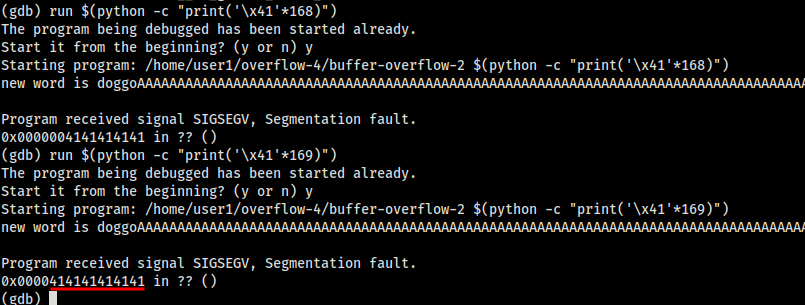 (gdb) run $(python -c "print('\x41'*168)")
The program being debugged has been started already.
Start it from the beginning? (y or n) y
Starting program: /home/user1/overflow-4/buffer-overflow-2 $(python -c "print('\x41'*168)")
new word is doggoAAAAAAAAAAAAAAAAAAAAAAAAAAAAAAAAAAAAAAAAAAAAAAAAAAAAAAAAAAAAAAAAAAAAAAAAAAAAAAAAAAAA
Program received signal SIGSEGV, Segmentation fault.
0x0000004141414141 in ?? ()
(gdb) run $(python -c "print('\x41'*169)")
The program being debugged has been started already.
Start it from the beginning? (y or n) y
Starting program: /home/user1/overflow-4/buffer-overflow-2 $(python -c "print('\x41'*169)")
new word is doggoAAAAAAAAAAAAAAAAAAAAAAAAAAAAAAAAAAAAAAAAAAAAAAAAAAAAAAAAAAAAAAAAAAAAAAAAAAAAAAAAAAAA
Program received signal SIGSEGV, Segmentation fault.
0x0000414141414141 in ?? ()
(gdb)